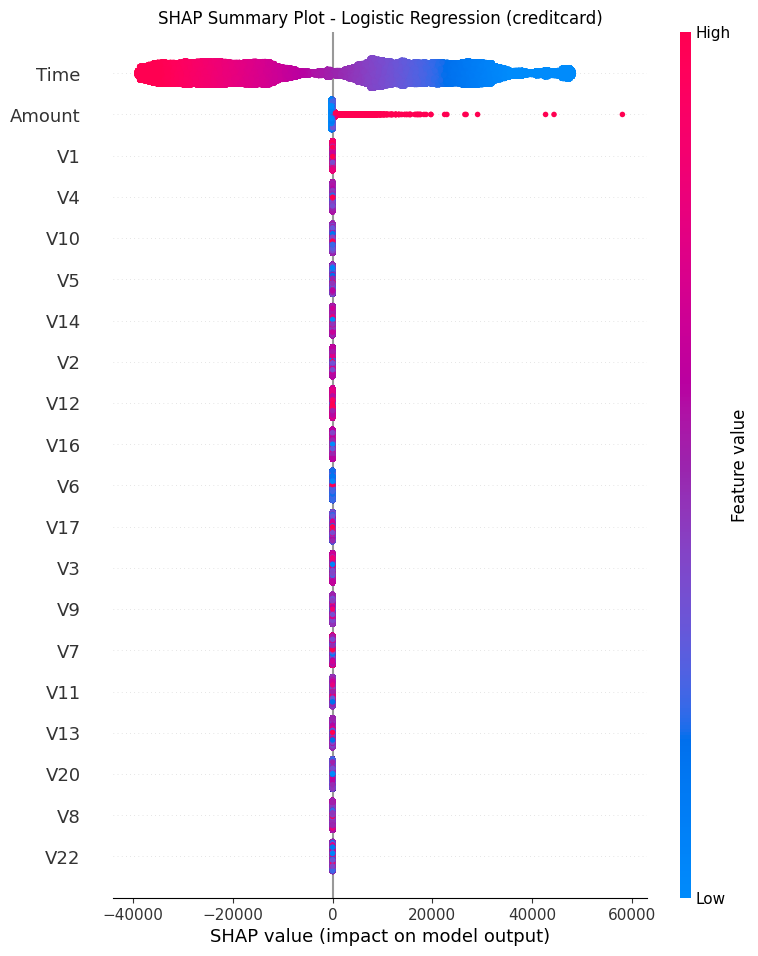 SHAP Summary Plot - Logistic Regression (creditcard)
High
Time
Amount
V1
V4
V10
V5
V14
V2
V12
V16
V6
V17
V3
V9
V7
V11
V13
V20
V8
V22
Feature value
Low
−40000 −20000 0 20000 40000 60000
SHAP value (impact on model output)